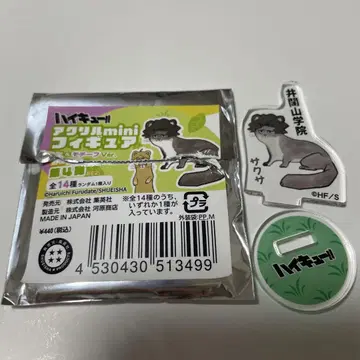 ハイキュー!!
アクリルmini
フィギュア
第4弾
全14種 ランダム1個入り
©Haruichi Furudate/SHUEISHA
発売元 株式会社 集英社
製造元 株式会社 河原商店
MADE IN JAPAN
¥440(税込)
※全14種のうち、
いずれか1種が
入っています。
プラ
外装袋:PP,M
4 530430 513499
井闥山学院
サクサ
©HF/S
ハイキュー!!